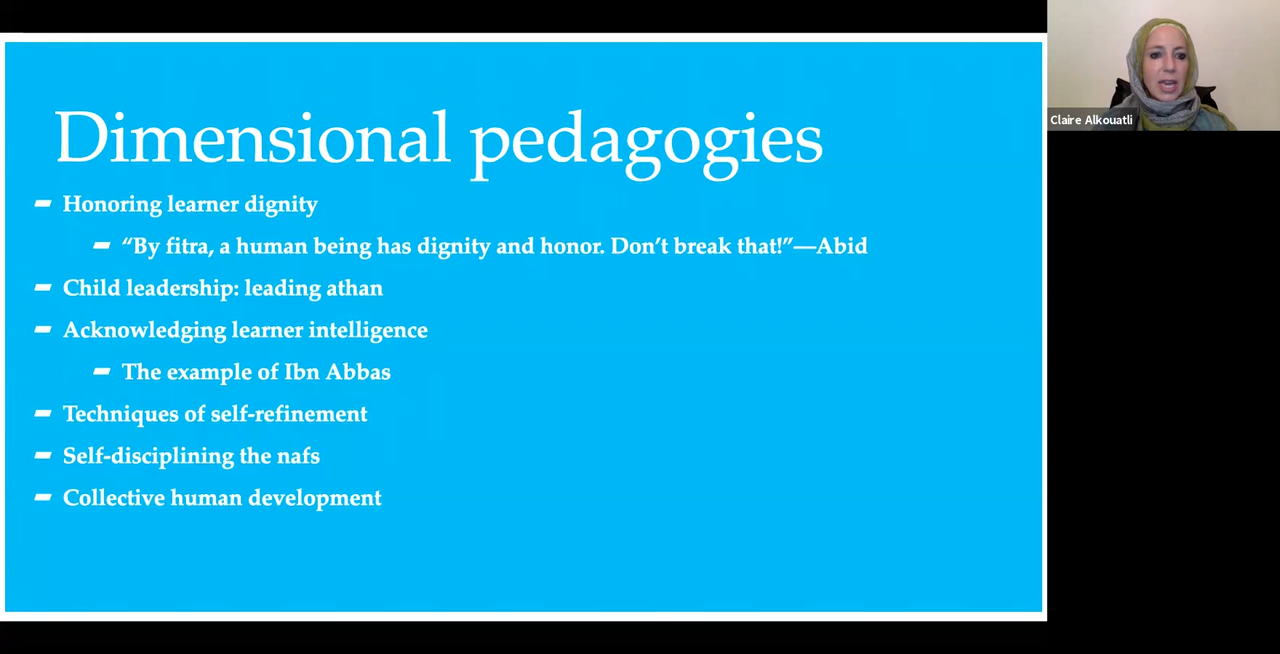 Dimensional pedagogies
Honoring learner dignity
“By fitra, a human being has dignity and honor. Don’t break that!”—Abid
Child leadership: leading athan
Acknowledging learner intelligence
The example of Ibn Abbas
Techniques of self-refinement
Self-disciplining the nafs
Collective human development
Claire Alkouatli